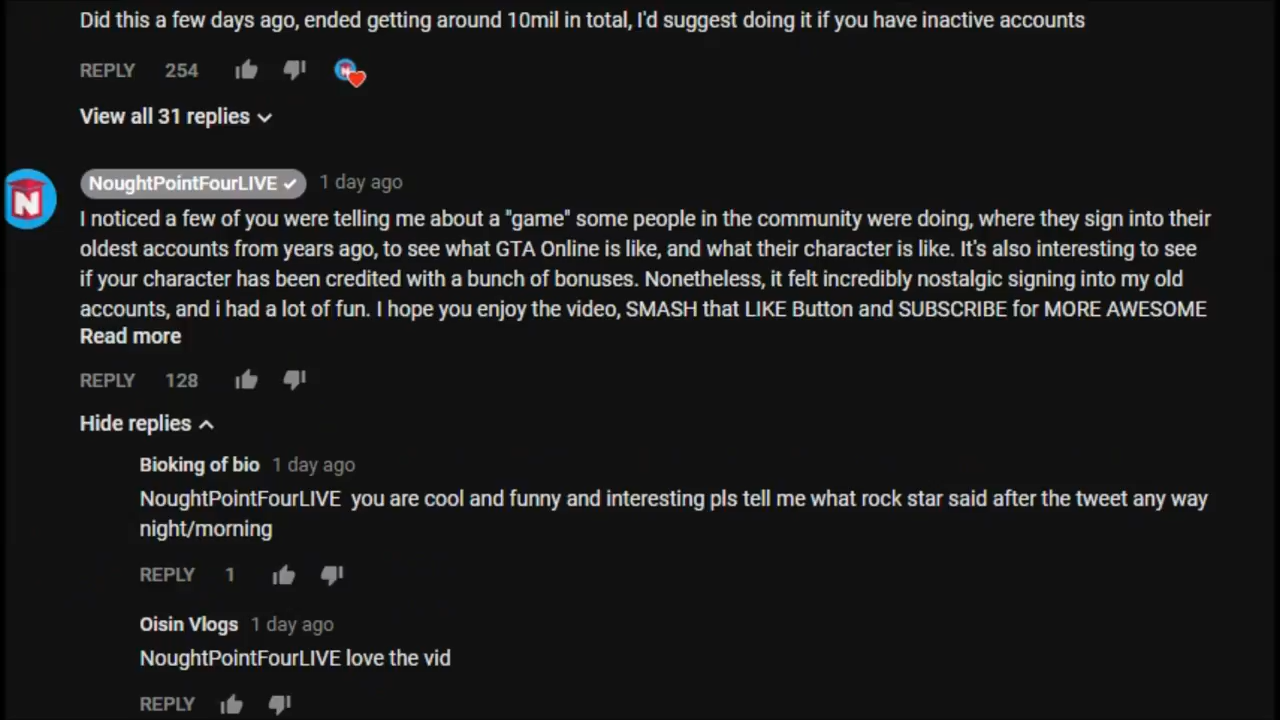 Did this a few days ago, ended getting around 10mil in total, I'd suggest doing it if you have inactive accounts
REPLY 254
N
View all 31 replies
N
NoughtPointFourLIVE 1 day ago
I noticed a few of you were telling me about a "game" some people in the community were doing, where they sign into their
oldest accounts from years ago, to see what GTA Online is like, and what their character is like. It's also interesting to see
if your character has been credited with a bunch of bonuses. Nonetheless, it felt incredibly nostalgic signing into my old
accounts, and i had a lot of fun. I hope you enjoy the video, SMASH that LIKE Button and SUBSCRIBE for MORE AWESOME
Read more
REPLY 128
Hide replies
Bioking of bio 1 day ago
NoughtPointFourLIVE you are cool and funny and interesting pls tell me what rock star said after the tweet any way
night/morning
REPLY 1
Oisin Vlogs 1 day ago
NoughtPointFourLIVE love the vid
REPLY